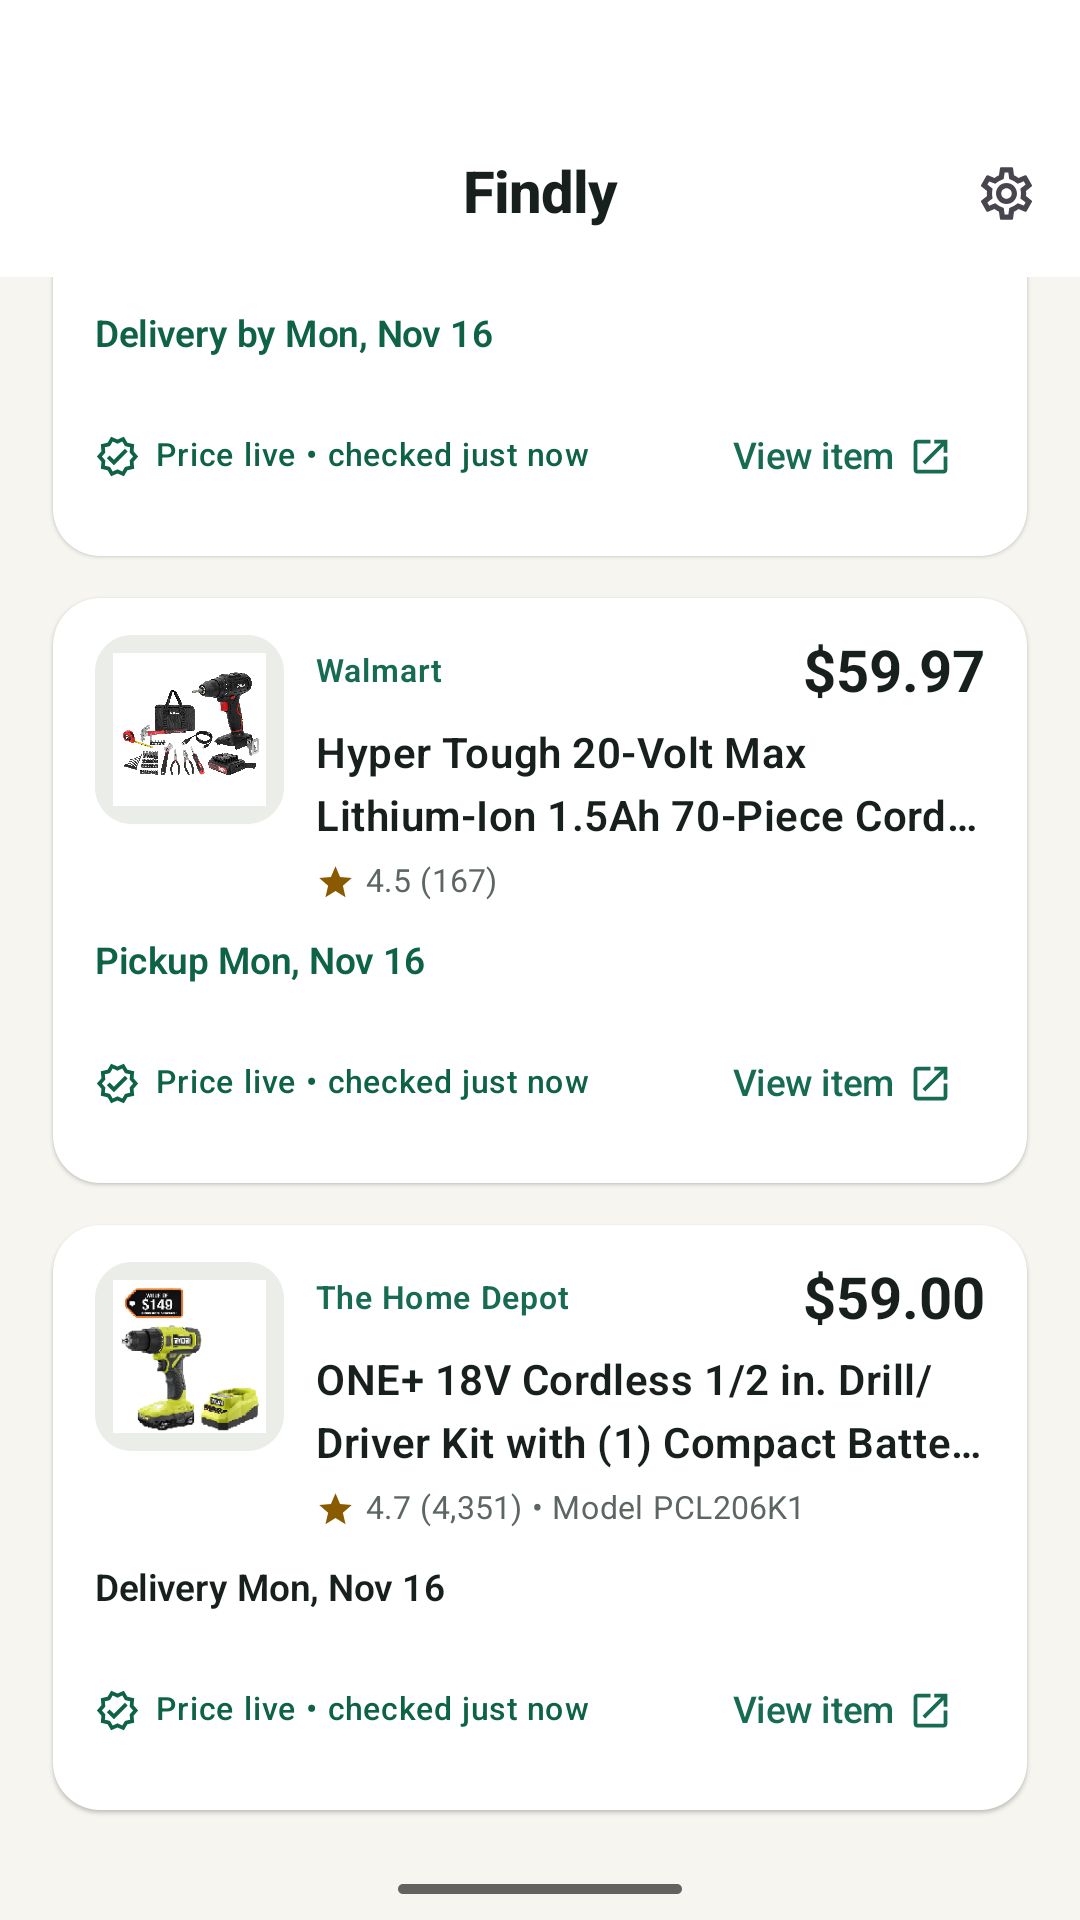 Findly
Delivery by Mon, Nov 16
Price live • checked just now
View item
Walmart
$59.97
Hyper Tough 20-Volt Max
Lithium-Ion 1.5Ah 70-Piece Cord…
4.5 (167)
Pickup Mon, Nov 16
Price live • checked just now
View item
VALUE OF
$149
RYOBI
The Home Depot
$59.00
ONE+ 18V Cordless 1/2 in. Drill/
Driver Kit with (1) Compact Batte…
4.7 (4,351) • Model PCL206K1
Delivery Mon, Nov 16
Price live • checked just now
View item